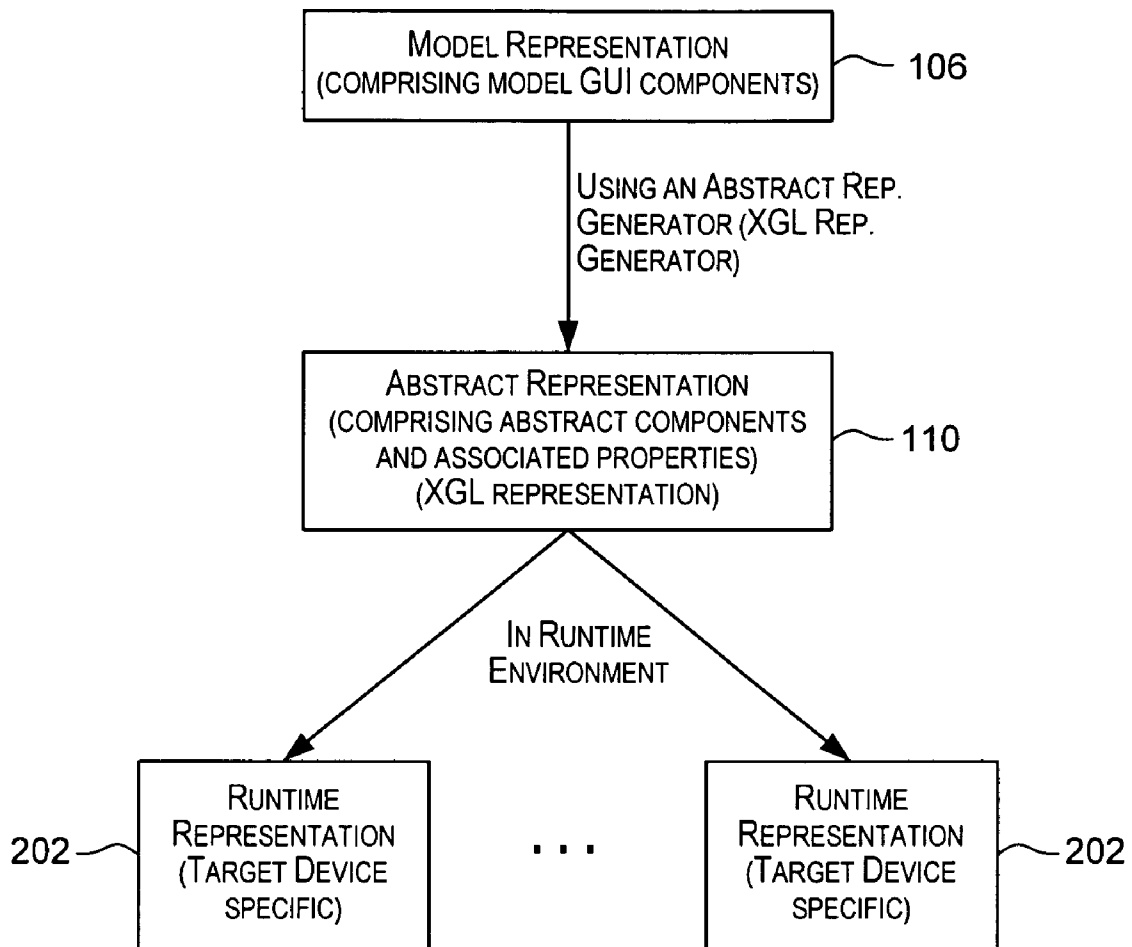 MODEL REPRESENTATION
(COMPRISING MODEL GUI COMPONENTS)
106
USING AN ABSTRACT REP.
GENERATOR (XGL REP.
GENERATOR)
ABSTRACT REPRESENTATION
(COMPRISING ABSTRACT COMPONENTS
AND ASSOCIATED PROPERTIES)
(XGL REPRESENTATION)
110
IN RUNTIME
ENVIRONMENT
202
RUNTIME
REPRESENTATION
(TARGET DEVICE
SPECIFIC)
...
RUNTIME
REPRESENTATION
(TARGET DEVICE
SPECIFIC)
202